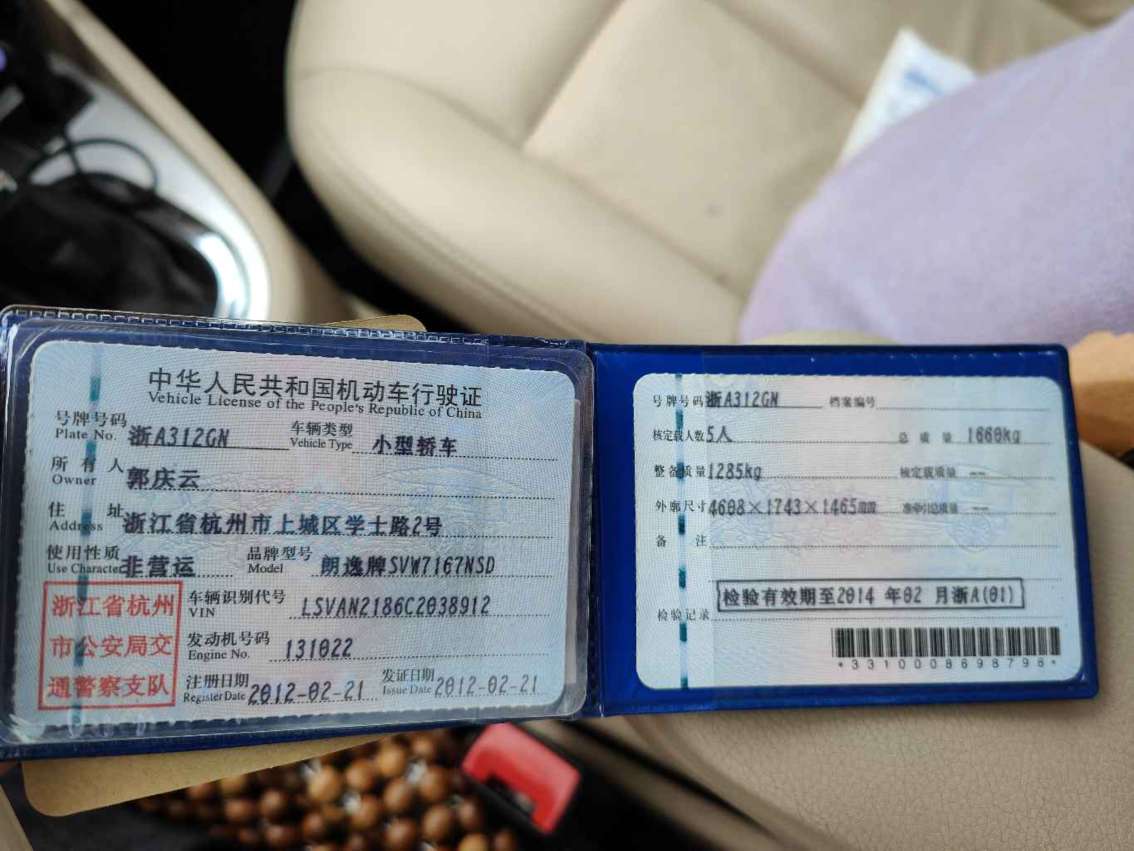 中华人民共和国机动车行驶证
Vehicle License of the People's Republic of China
号牌号码 浙A312GN 车辆类型 小型轿车
Plate No. Vehicle Type
所有人 郭庆云
Owner
住址 浙江省杭州市上城区学士路2号
Address
使用性质 非营运 品牌型号 朗逸牌SVW7167NSD
Use Character Model
浙江省杭州
市公安局交
通警察支队
车辆识别代号 LSVAN2186C2038912
VIN
发动机号码 131022
Engine No.
注册日期 2012-02-21 发证日期 2012-02-21
Register Date Issue Date
号牌号码 浙A312GN 档案编号
核定载人数 5人 总质量 1660kg
整备质量 1285kg 核定载质量 --
外廓尺寸 4608×1743×1465 准牵引总质量 --
备注
检验记录 检验有效期至2014 年02 月浙A(01)
*3310008698798*